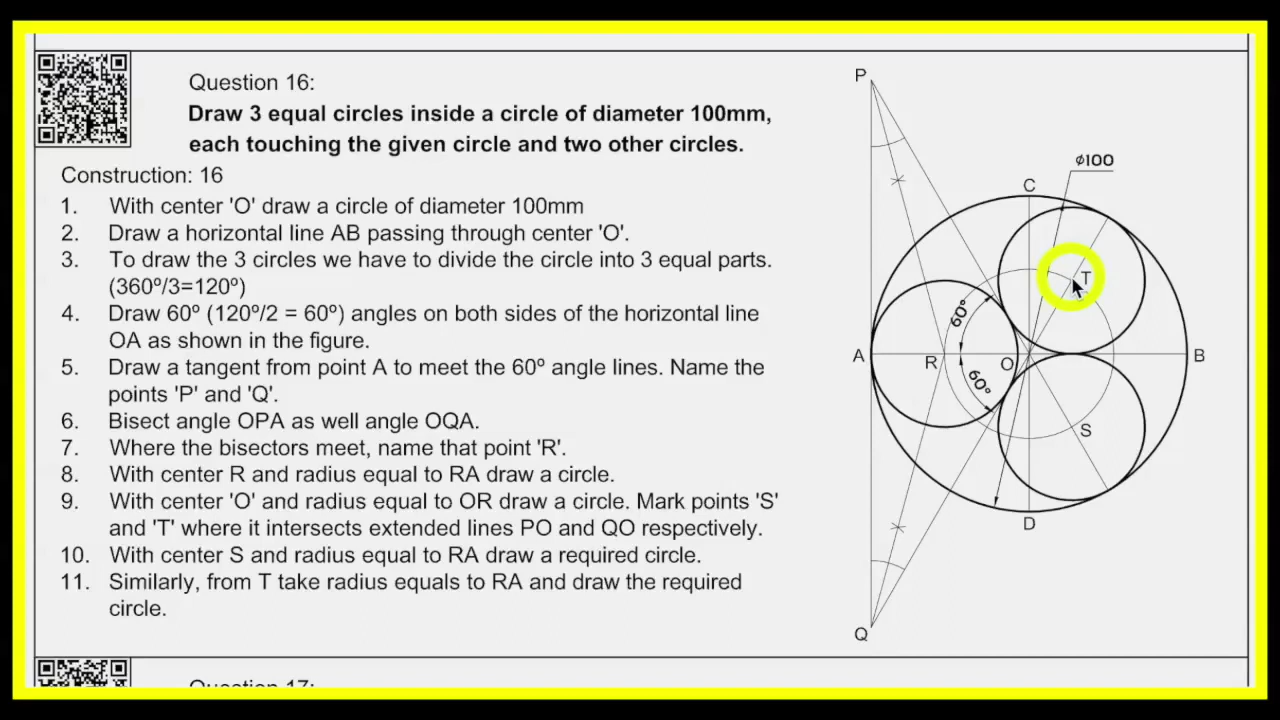 Question 16:
Draw 3 equal circles inside a circle of diameter 100mm,
each touching the given circle and two other circles.
Construction: 16
1. With center 'O' draw a circle of diameter 100mm
2. Draw a horizontal line AB passing through center 'O'.
3. To draw the 3 circles we have to divide the circle into 3 equal parts.
(360º/3=120º)
4. Draw 60º (120º/2 = 60º) angles on both sides of the horizontal line
OA as shown in the figure.
5. Draw a tangent from point A to meet the 60º angle lines. Name the
points 'P' and 'Q'.
6. Bisect angle OPA as well angle OQA.
7. Where the bisectors meet, name that point 'R'.
8. With center R and radius equal to RA draw a circle.
9. With center 'O' and radius equal to OR draw a circle. Mark points 'S'
and 'T' where it intersects extended lines PO and QO respectively.
10. With center S and radius equal to RA draw a required circle.
11. Similarly, from T take radius equals to RA and draw the required
circle.
P
ø100
C
T
60°
A
R
O
B
60°
S
D
Q
Question 17: